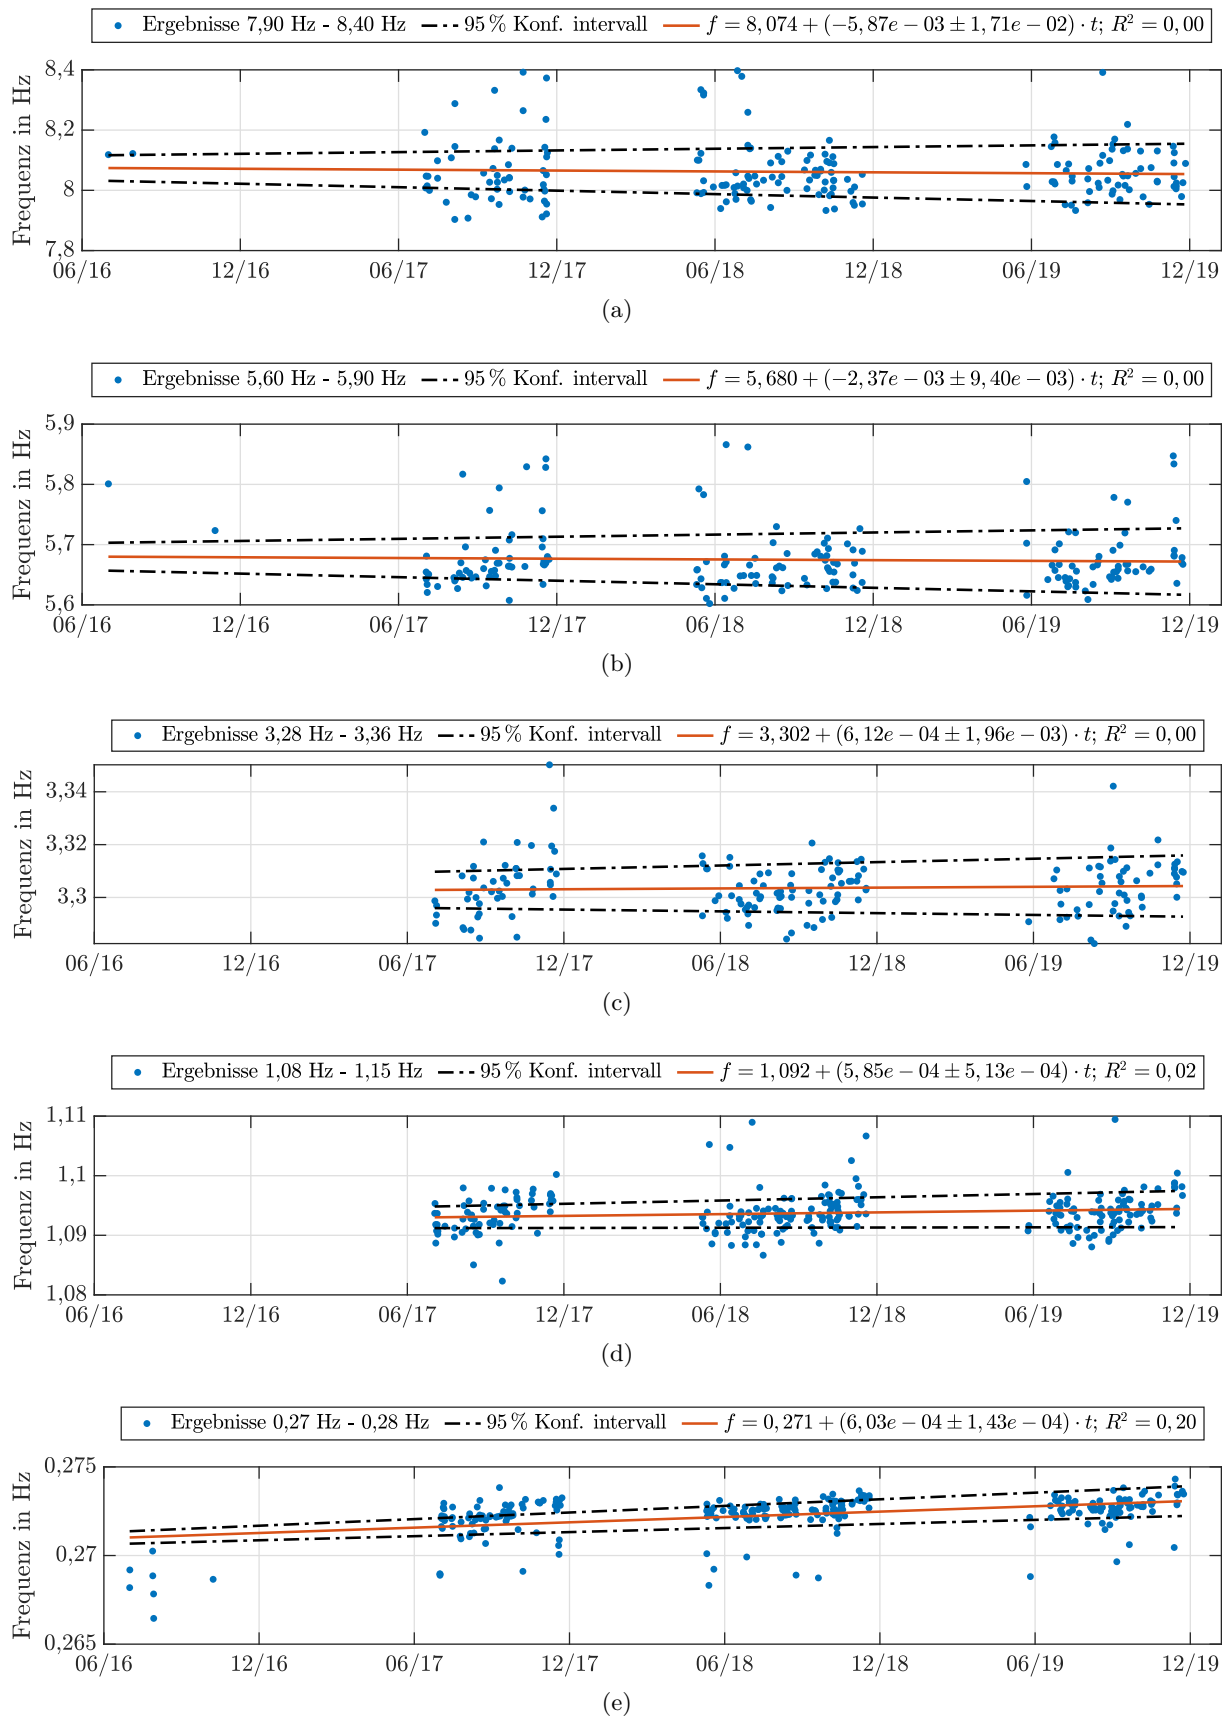 Ergebnisse 7,90 Hz - 8,40 Hz 95 % Konf. intervall f = 8,074 + (−5,87e − 03 ± 1,71e − 02) · t; R² = 0,00
8,4
8,2
8
7,8
Frequenz in Hz
06/16 12/16 06/17 12/17 06/18 12/18 06/19 12/19
(a)
Ergebnisse 5,60 Hz - 5,90 Hz 95 % Konf. intervall f = 5,680 + (−2,37e − 03 ± 9,40e − 03) · t; R² = 0,00
5,9
5,8
5,7
5,6
Frequenz in Hz
06/16 12/16 06/17 12/17 06/18 12/18 06/19 12/19
(b)
Ergebnisse 3,28 Hz - 3,36 Hz 95 % Konf. intervall f = 3,302 + (6,12e − 04 ± 1,96e − 03) · t; R² = 0,00
3,34
3,32
3,3
Frequenz in Hz
06/16 12/16 06/17 12/17 06/18 12/18 06/19 12/19
(c)
Ergebnisse 1,08 Hz - 1,15 Hz 95 % Konf. intervall f = 1,092 + (5,85e − 04 ± 5,13e − 04) · t; R² = 0,02
1,11
1,1
1,09
1,08
Frequenz in Hz
06/16 12/16 06/17 12/17 06/18 12/18 06/19 12/19
(d)
Ergebnisse 0,27 Hz - 0,28 Hz 95 % Konf. intervall f = 0,271 + (6,03e − 04 ± 1,43e − 04) · t; R² = 0,20
0,275
0,27
0,265
Frequenz in Hz
06/16 12/16 06/17 12/17 06/18 12/18 06/19 12/19
(e)